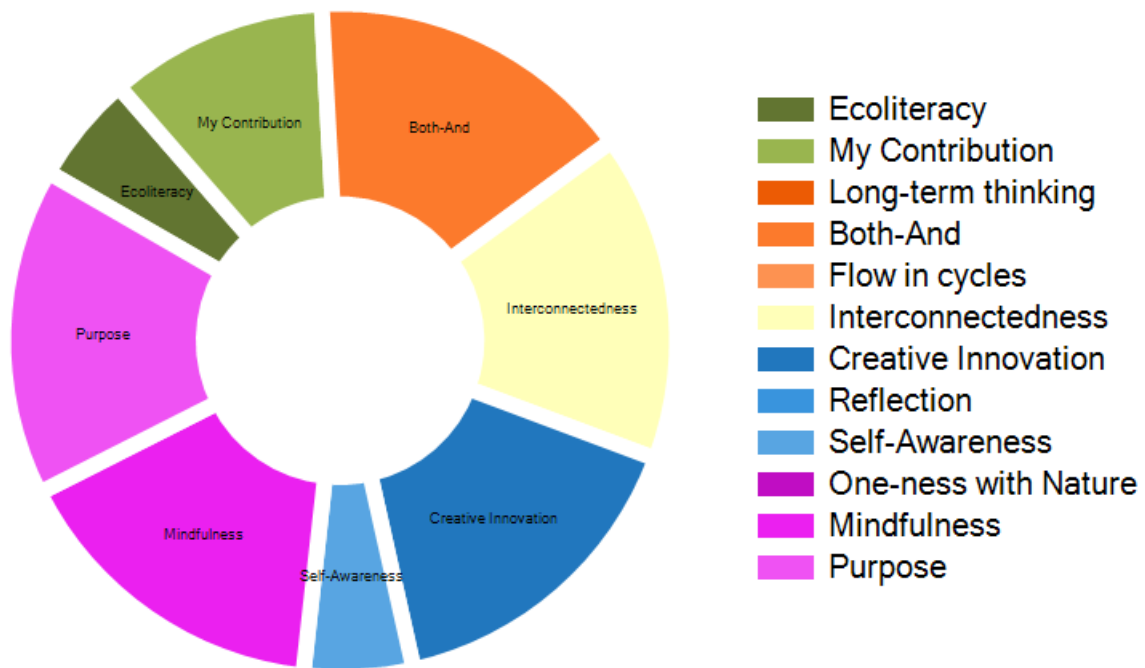 My Contribution
Both-And
Ecoliteracy
Interconnectedness
Purpose
Creative Innovation
Mindfulness
Self-Awareness
Ecoliteracy
My Contribution
Long-term thinking
Both-And
Flow in cycles
Interconnectedness
Creative Innovation
Reflection
Self-Awareness
One-ness with Nature
Mindfulness
Purpose